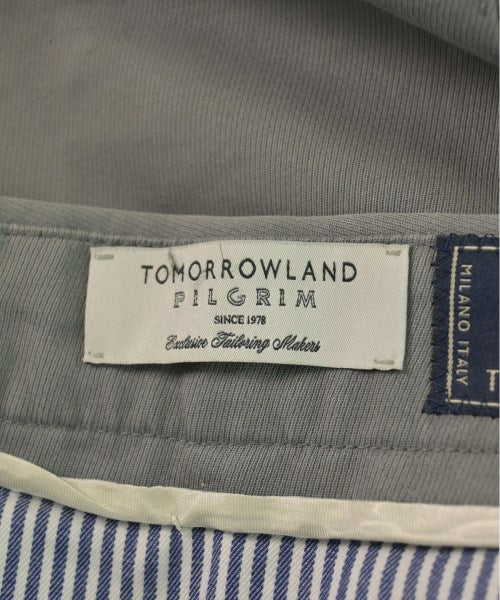 TOMORROWLAND
PILGRIM
SINCE 1978
Exclusive Tailoring Makers
MILANO ITALY
T